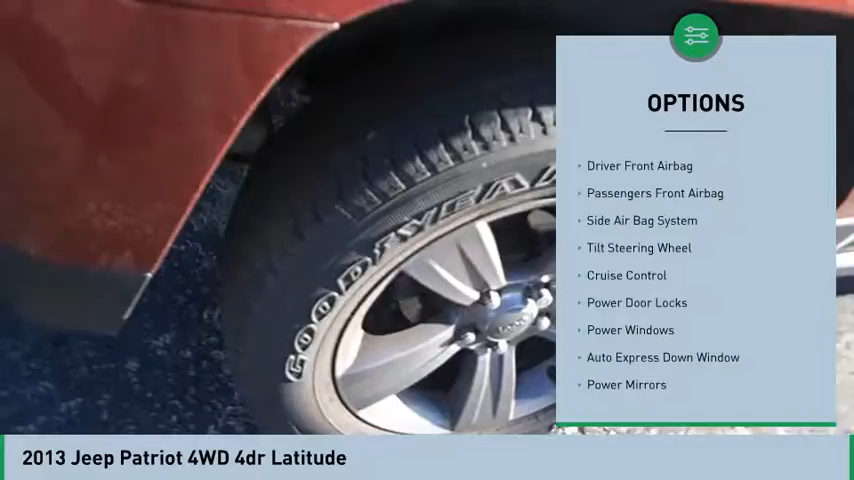 OPTIONS
Driver Front Airbag
Passengers Front Airbag
Side Air Bag System
Tilt Steering Wheel
Cruise Control
Power Door Locks
Power Windows
Auto Express Down Window
Power Mirrors
GOODYEAR
2013 Jeep Patriot 4WD 4dr Latitude